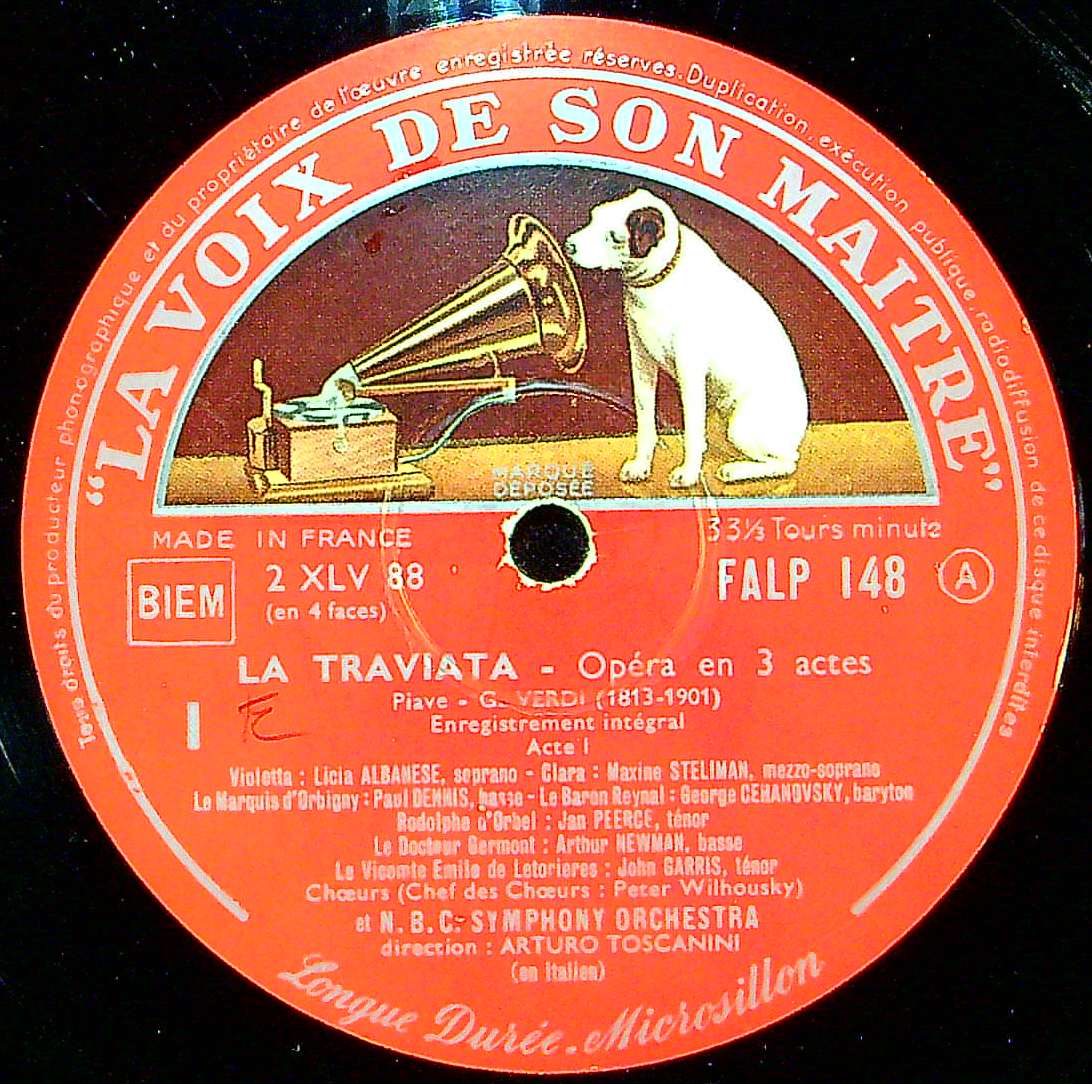 Tous droits du producteur phonographique et du propriétaire de l'œuvre enregistrée réservés. Duplication, exécution publique, radiodiffusion de ce disque interdites
"LA VOIX DE SON MAITRE"
MARQUE
DÉPOSÉE
MADE IN FRANCE
33⅓ Tours minute
BIEM
2 XLV 88
(en 4 faces)
FALP 148
A
LA TRAVIATA - Opéra en 3 actes
Piave - G. VERDI (1813-1901)
Enregistrement intégral
I
Acte I
Violetta : Licia ALBANESE, soprano - Clara : Maxine STELLMAN, mezzo-soprano
Le Marquis d'Orbigny : Paul DENNIS, basse - Le Baron Reynal : George CEHANOVSKY, baryton
Rodolphe d'Orbel : Jan PEERCE, ténor
Le Docteur Germont : Arthur NEWMAN, basse
Le Vicomte Emile de Letorieres : John GARRIS, ténor
Chœurs (Chef des Chœurs : Peter Wilhousky)
et N. B. C. SYMPHONY ORCHESTRA
direction : ARTURO TOSCANINI
(en Italien)
Longue Durée. Microsillon